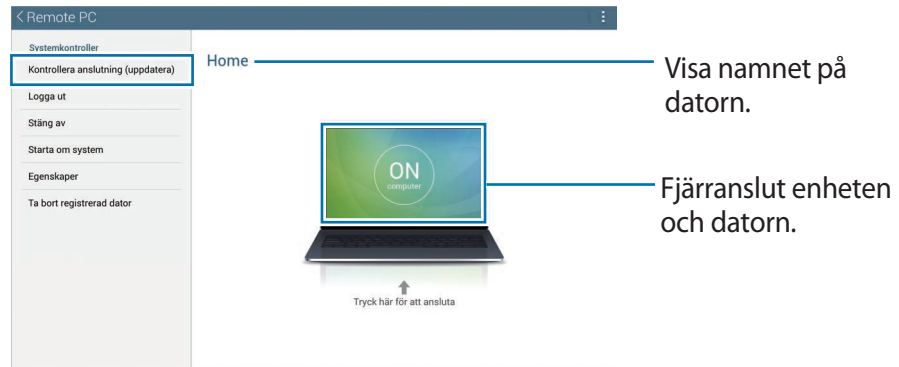 Remote PC
Systemkontroller
Kontrollera anslutning (uppdatera)
Logga ut
Stäng av
Starta om system
Egenskaper
Ta bort registrerad dator
Home
ON
computer
Tryck här för att ansluta
Visa namnet på
datorn.
Fjärranslut enheten
och datorn.